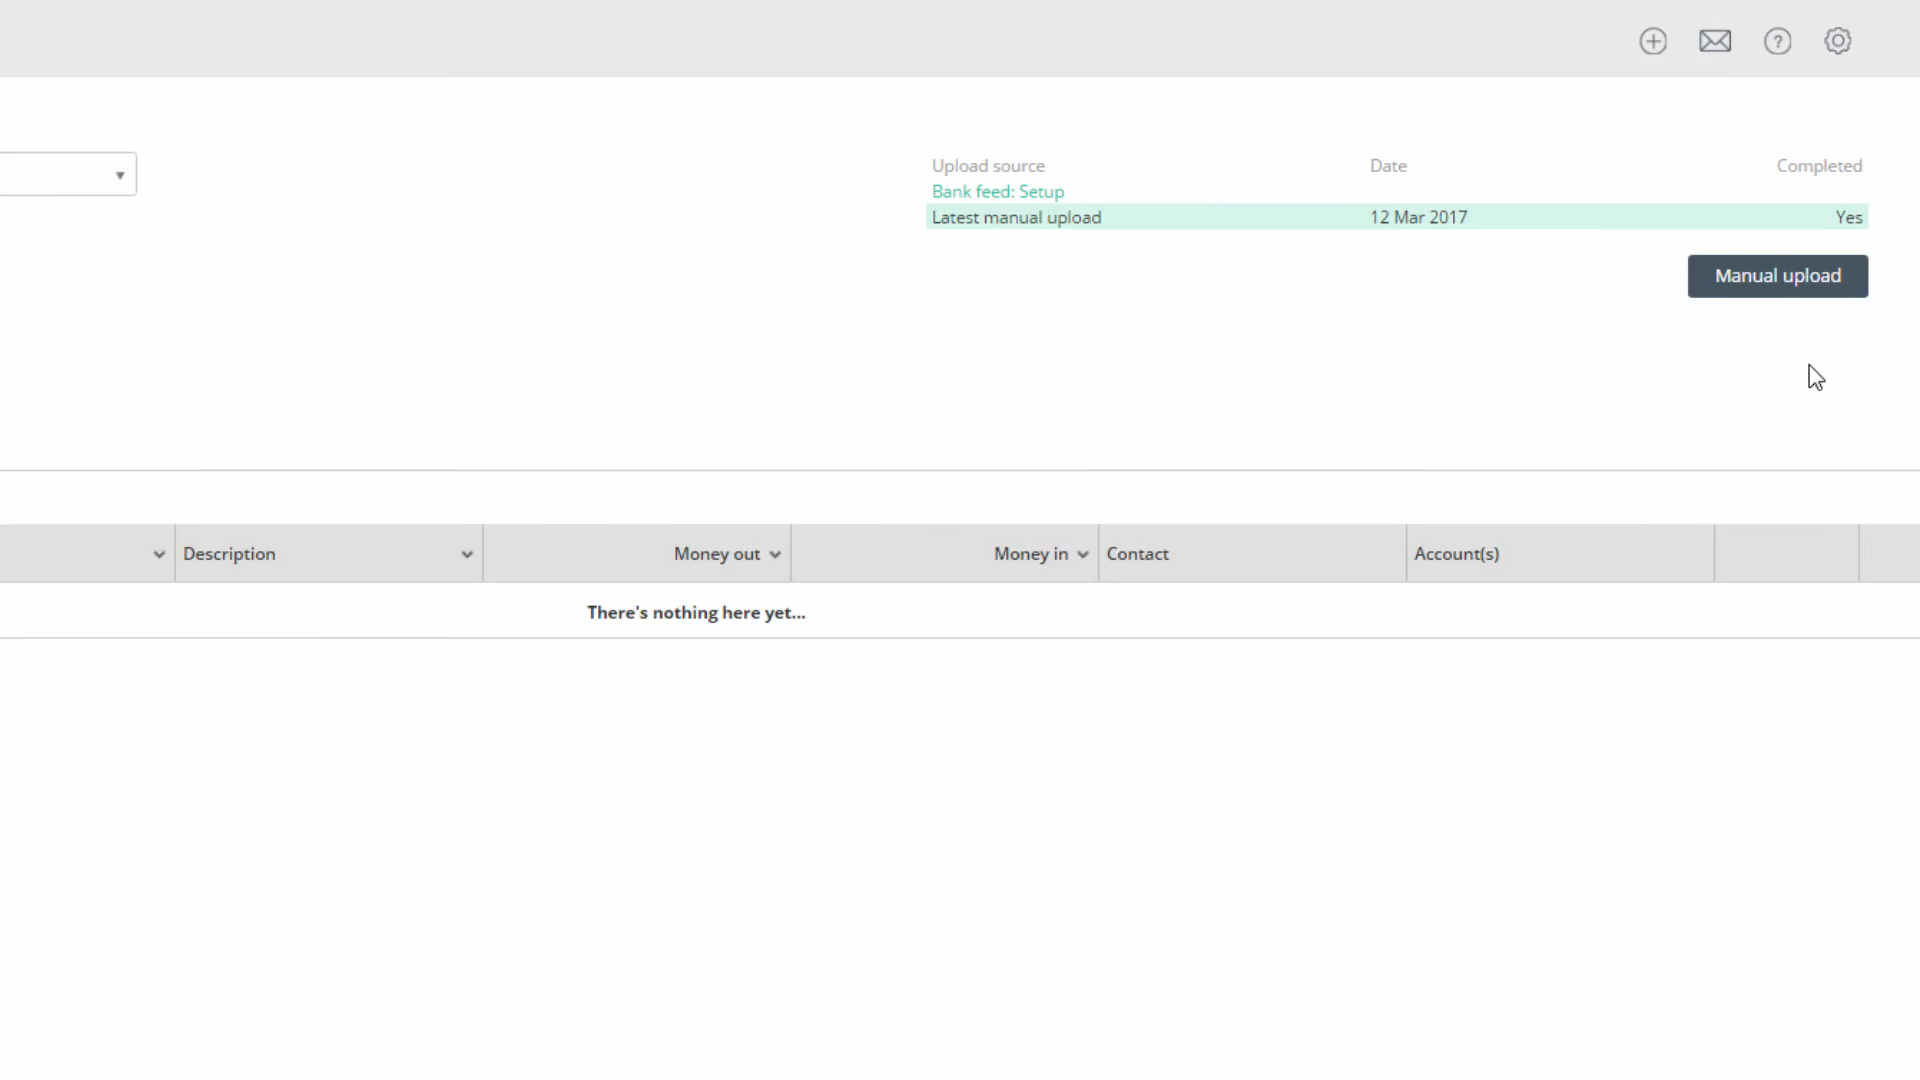 Upload source Date Completed
Bank feed: Setup
Latest manual upload 12 Mar 2017 Yes
Manual upload
Description Money out Money in Contact Account(s)
There's nothing here yet...